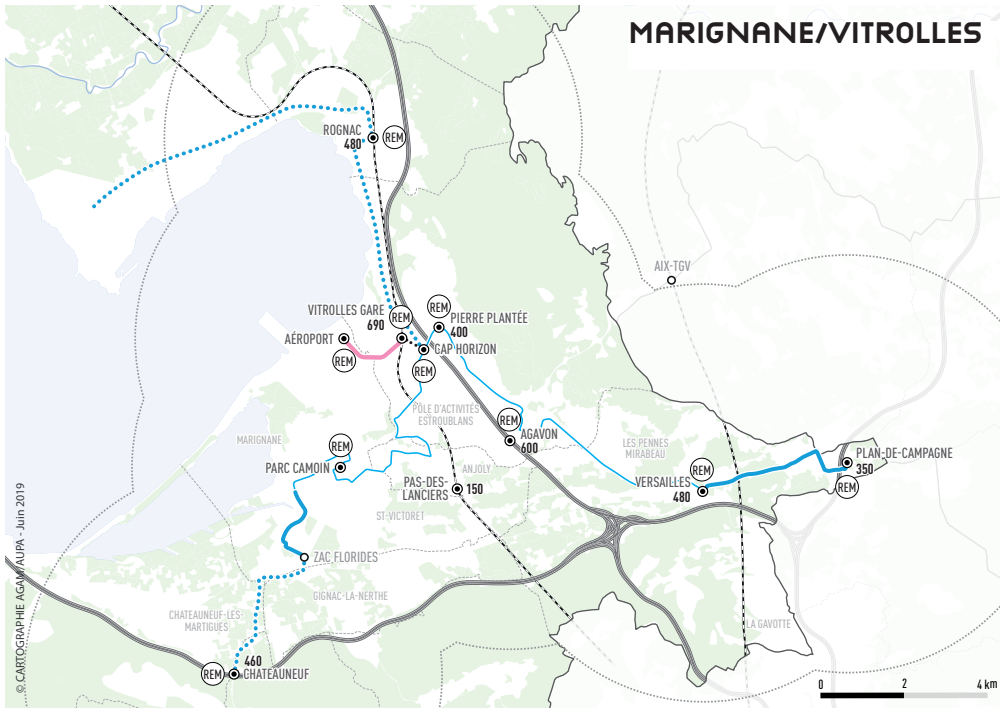 MARIGNANE/VITROLLES
ROGNAC
480
REM
AIX-TGV
VITROLLES GARE
690
REM
REM
PIERRE PLANTÉE
400
AÉROPORT
REM
CAP HORIZON
REM
PÔLE D'ACTIVITÉS
ESTROUBLANS
REM
AGAVON
600
MARIGNANE
REM
PARC CAMOIN
LES PENNES
MIRABEAU
ANJOLY
PAS-DES-
LANCIERS
150
REM
VERSAILLES
480
PLAN-DE-CAMPAGNE
350
REM
ST-VICTORET
ZAC FLORIDES
GIGNAC-LA-NERTHE
CHATEAUNEUF-LES-
MARTIGUES
LA GAVOTTE
460
REM
CHATEAUNEUF
0 2 4 km
© CARTOGRAPHIE AGAM/AUPA - Juin 2019